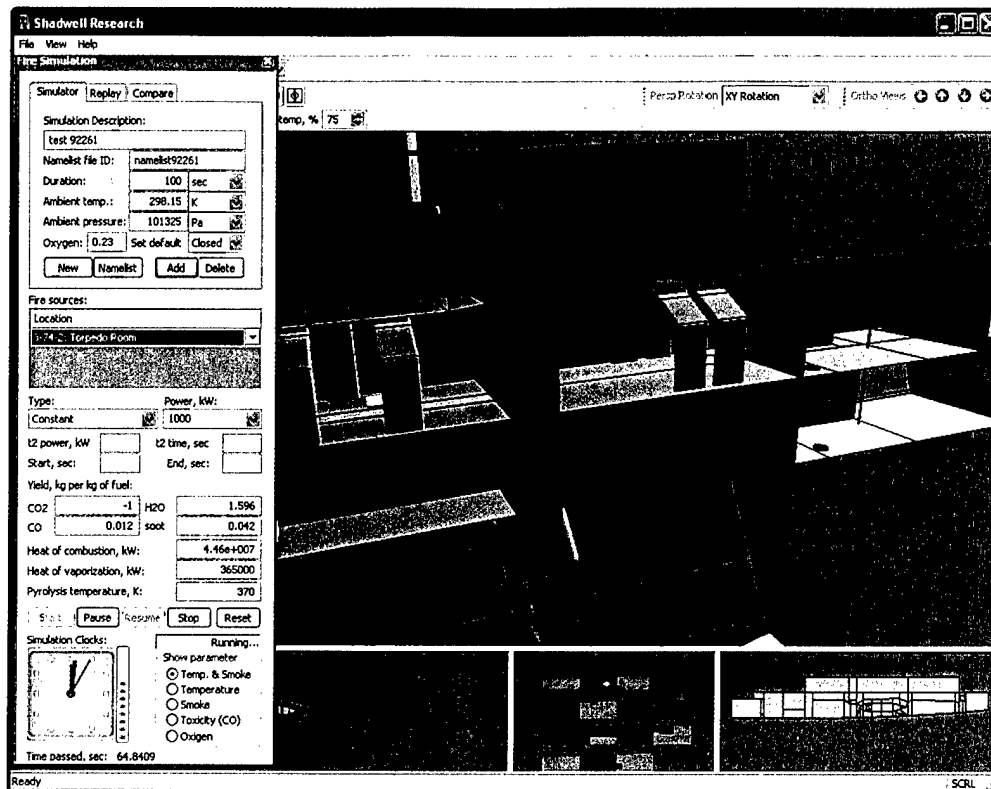 Shadwell Research
File View Help
Fire Simulation
Simulator Replay Compare
Persp Rotation XY Rotation Ortho Views
temp, % 75
Simulation Description:
test 92261
Namelist file ID: namelist92261
Duration: 100 sec
Ambient temp.: 298.15 K
Ambient pressure: 101325 Pa
Oxygen: 0.23 Set default Closed
New Namelist Add Delete
Fire sources:
Location
3-74-2: Torpedo Room
Type: Power, kW:
Constant 1000
t2 power, kW t2 time, sec
Start, sec: End, sec:
Yield, kg per kg of fuel:
CO2 -1 H2O 1.596
CO 0.012 soot 0.042
Heat of combustion, kW: 4.46e+007
Heat of vaporization, kW: 365000
Pyrolysis temperature, K: 370
Start Pause Resume Stop Reset
Simulation Clocks: Running...
Show parameter
Temp. & Smoke
Temperature
Smoke
Toxicity (CO)
Oxigen
Time passed, sec: 64.8409
Ready SCRL